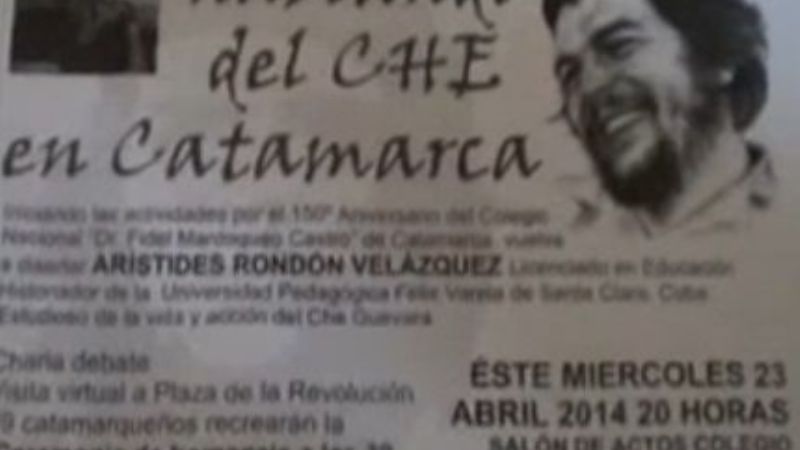 del CHE
en Catamarca
Iniciando las actividades por el 150º Aniversario del Colegio
Nacional "Dr. Fidel Mardoqueo Castro" de Catamarca vuelve
a disertar ARÍSTIDES RONDÓN VELÁZQUEZ Licenciado en Educación
Historiador de la Universidad Pedagógica Félix Varela de Santa Clara. Cuba
Estudioso de la vida y acción del Che Guevara
Charla debate
Visita virtual a Plaza de la Revolución
catamarqueños recrearán la
ÉSTE MIERCOLES 23
ABRIL 2014 20 HORAS
SALÓN DE ACTOS COLEGIO